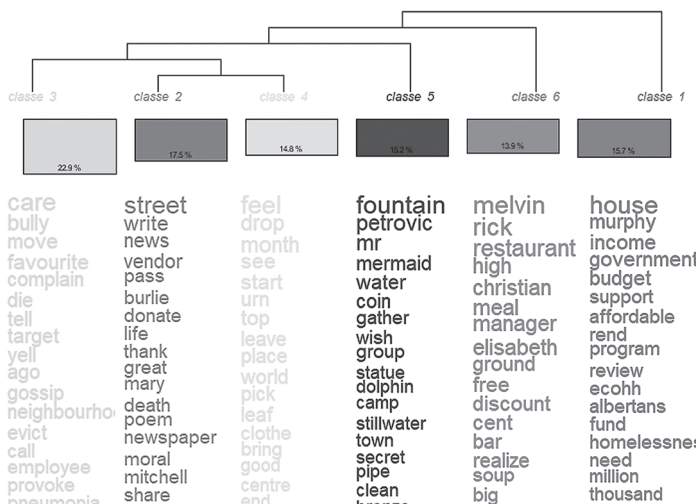 classe 3 classe 2 classe 4 classe 5 classe 6 classe 1
22.9 % 17.5 % 14.8 % 15.2 % 13.9 % 15.7 %
care
bully
move
favourite
complain
die
tell
target
yell
ago
gossip
neighbourho
evict
call
employee
provoke
pneumonia
street
write
news
vendor
pass
burlie
donate
life
thank
great
mary
death
poem
newspaper
moral
mitchell
share
feel
drop
month
see
start
urn
top
leave
place
world
pick
leaf
clothe
bring
good
centre
end
fountain
petrovic
mr
mermaid
water
coin
gather
wish
group
statue
dolphin
camp
stillwater
town
secret
pipe
clean
bronze
melvin
rick
restaurant
high
christian
meal
manager
elisabeth
ground
free
discount
cent
bar
realize
soup
big
house
murphy
income
government
budget
support
affordable
rend
program
review
ecohh
albertans
fund
homelessnes
need
million
thousand